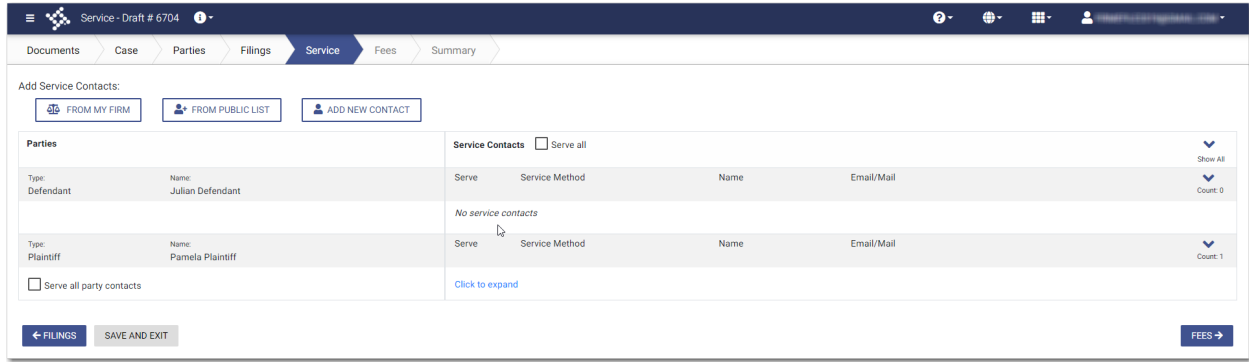 Service - Draft # 6704
Documents Case Parties Filings Service Fees Summary
Add Service Contacts:
FROM MY FIRM FROM PUBLIC LIST ADD NEW CONTACT
Parties Service Contacts Serve all
Show All
Type: Name: Serve Service Method Name Email/Mail
Defendant Julian Defendant Count: 0
No service contacts
Type: Name: Serve Service Method Name Email/Mail
Plaintiff Pamela Plaintiff Count: 1
Serve all party contacts Click to expand
FILINGS SAVE AND EXIT FEES